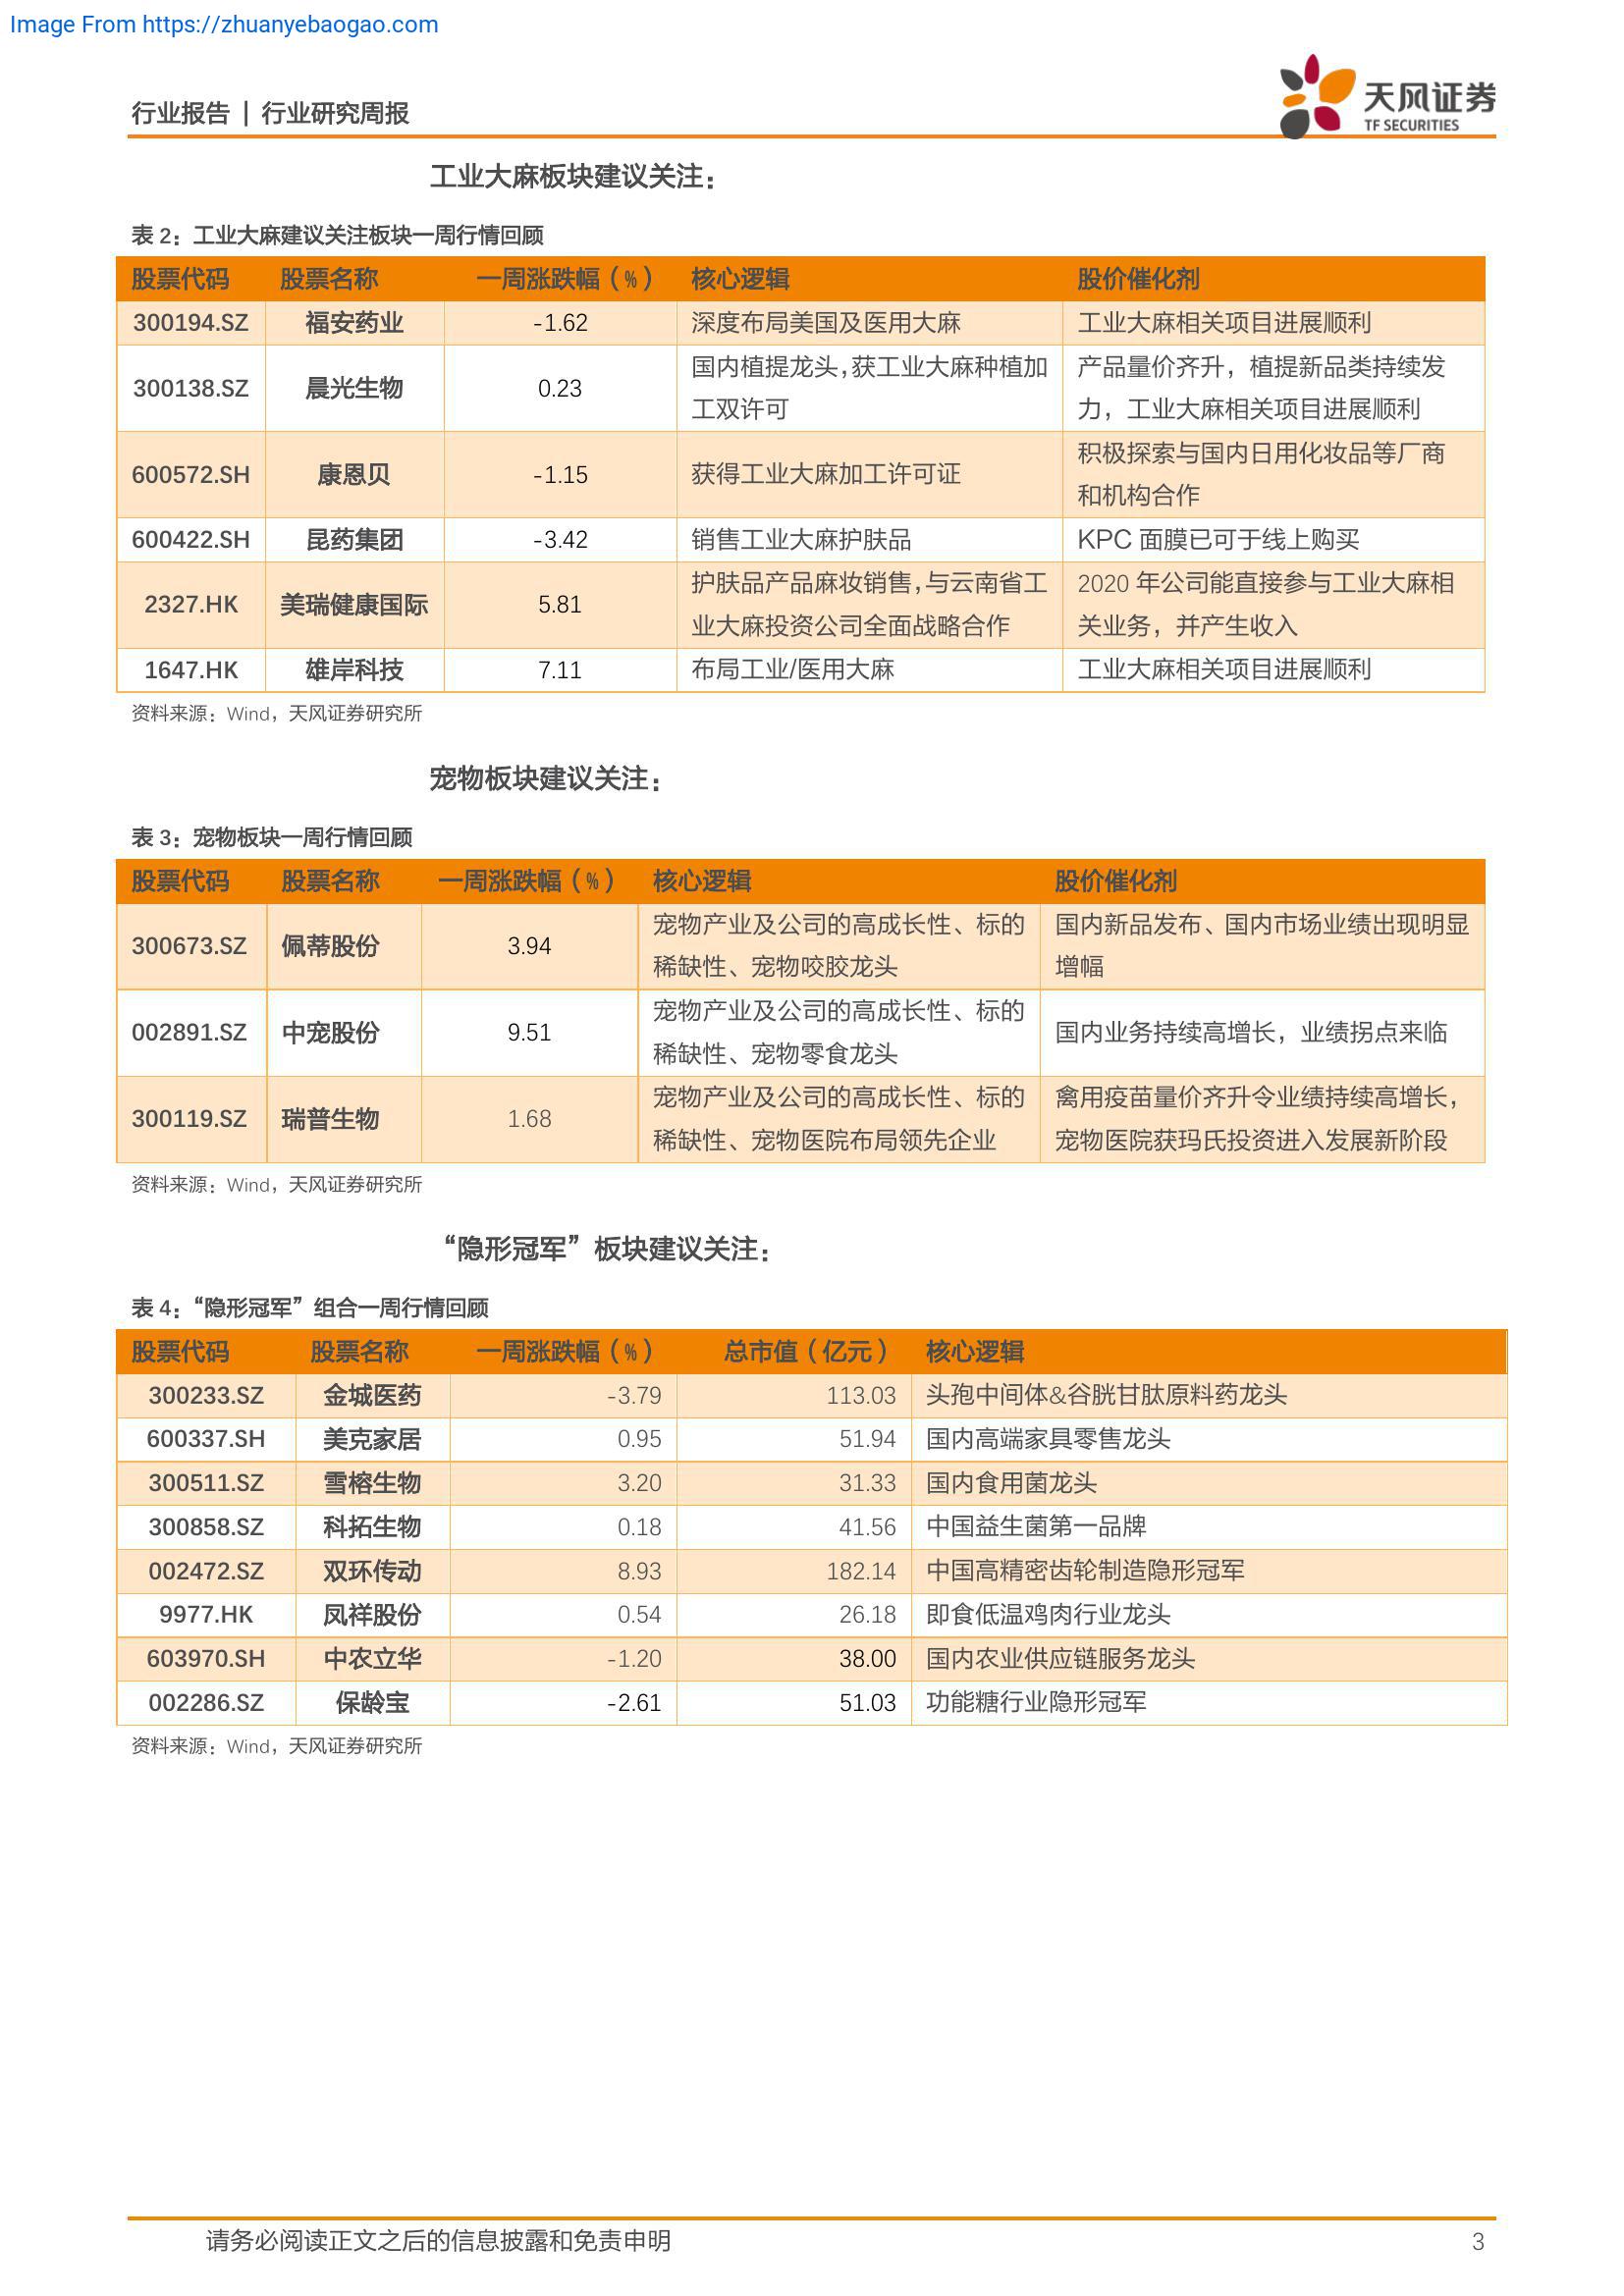 Image From https://zhuanyebaogao.com
行业报告 | 行业研究周报
天风证券
TF SECURITIES
工业大麻板块建议关注：
表 2：工业大麻建议关注板块一周行情回顾
股票代码 股票名称 一周涨跌幅（%） 核心逻辑 股价催化剂
300194.SZ 福安药业 -1.62 深度布局美国及医用大麻 工业大麻相关项目进展顺利
300138.SZ 晨光生物 0.23 国内植提龙头，获工业大麻种植加 产品量价齐升，植提新品类持续发
工双许可 力，工业大麻相关项目进展顺利
600572.SH 康恩贝 -1.15 获得工业大麻加工许可证 积极探索与国内日用化妆品等厂商
和机构合作
600422.SH 昆药集团 -3.42 销售工业大麻护肤品 KPC 面膜已可于线上购买
2327.HK 美瑞健康国际 5.81 护肤品产品麻妆销售，与云南省工 2020 年公司能直接参与工业大麻相
业大麻投资公司全面战略合作 关业务，并产生收入
1647.HK 雄岸科技 7.11 布局工业/医用大麻 工业大麻相关项目进展顺利
资料来源：Wind，天风证券研究所
宠物板块建议关注：
表 3：宠物板块一周行情回顾
股票代码 股票名称 一周涨跌幅（%） 核心逻辑 股价催化剂
300673.SZ 佩蒂股份 3.94 宠物产业及公司的高成长性、标的 国内新品发布、国内市场业绩出现明显
稀缺性、宠物咬胶龙头 增幅
002891.SZ 中宠股份 9.51 宠物产业及公司的高成长性、标的 国内业务持续高增长，业绩拐点来临
稀缺性、宠物零食龙头
300119.SZ 瑞普生物 1.68 宠物产业及公司的高成长性、标的 禽用疫苗量价齐升令业绩持续高增长，
稀缺性、宠物医院布局领先企业 宠物医院获玛氏投资进入发展新阶段
资料来源：Wind，天风证券研究所
“隐形冠军”板块建议关注：
表 4：“隐形冠军”组合一周行情回顾
股票代码 股票名称 一周涨跌幅（%） 总市值（亿元） 核心逻辑
300233.SZ 金城医药 -3.79 113.03 头孢中间体&谷胱甘肽原料药龙头
600337.SH 美克家居 0.95 51.94 国内高端家具零售龙头
300511.SZ 雪榕生物 3.20 31.33 国内食用菌龙头
300858.SZ 科拓生物 0.18 41.56 中国益生菌第一品牌
002472.SZ 双环传动 8.93 182.14 中国高精密齿轮制造隐形冠军
9977.HK 凤祥股份 0.54 26.18 即食低温鸡肉行业龙头
603970.SH 中农立华 -1.20 38.00 国内农业供应链服务龙头
002286.SZ 保龄宝 -2.61 51.03 功能糖行业隐形冠军
资料来源：Wind，天风证券研究所
请务必阅读正文之后的信息披露和免责申明 3